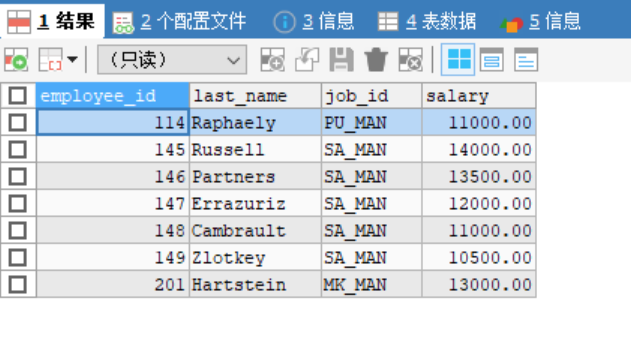 1 结果 2 个配置文件 3 信息 4 表数据 5 信息
（只读）
employee_id last_name job_id salary
114 Raphaely PU_MAN 11000.00
145 Russell SA_MAN 14000.00
146 Partners SA_MAN 13500.00
147 Errazuriz SA_MAN 12000.00
148 Cambrault SA_MAN 11000.00
149 Zlotkey SA_MAN 10500.00
201 Hartstein MK_MAN 13000.00